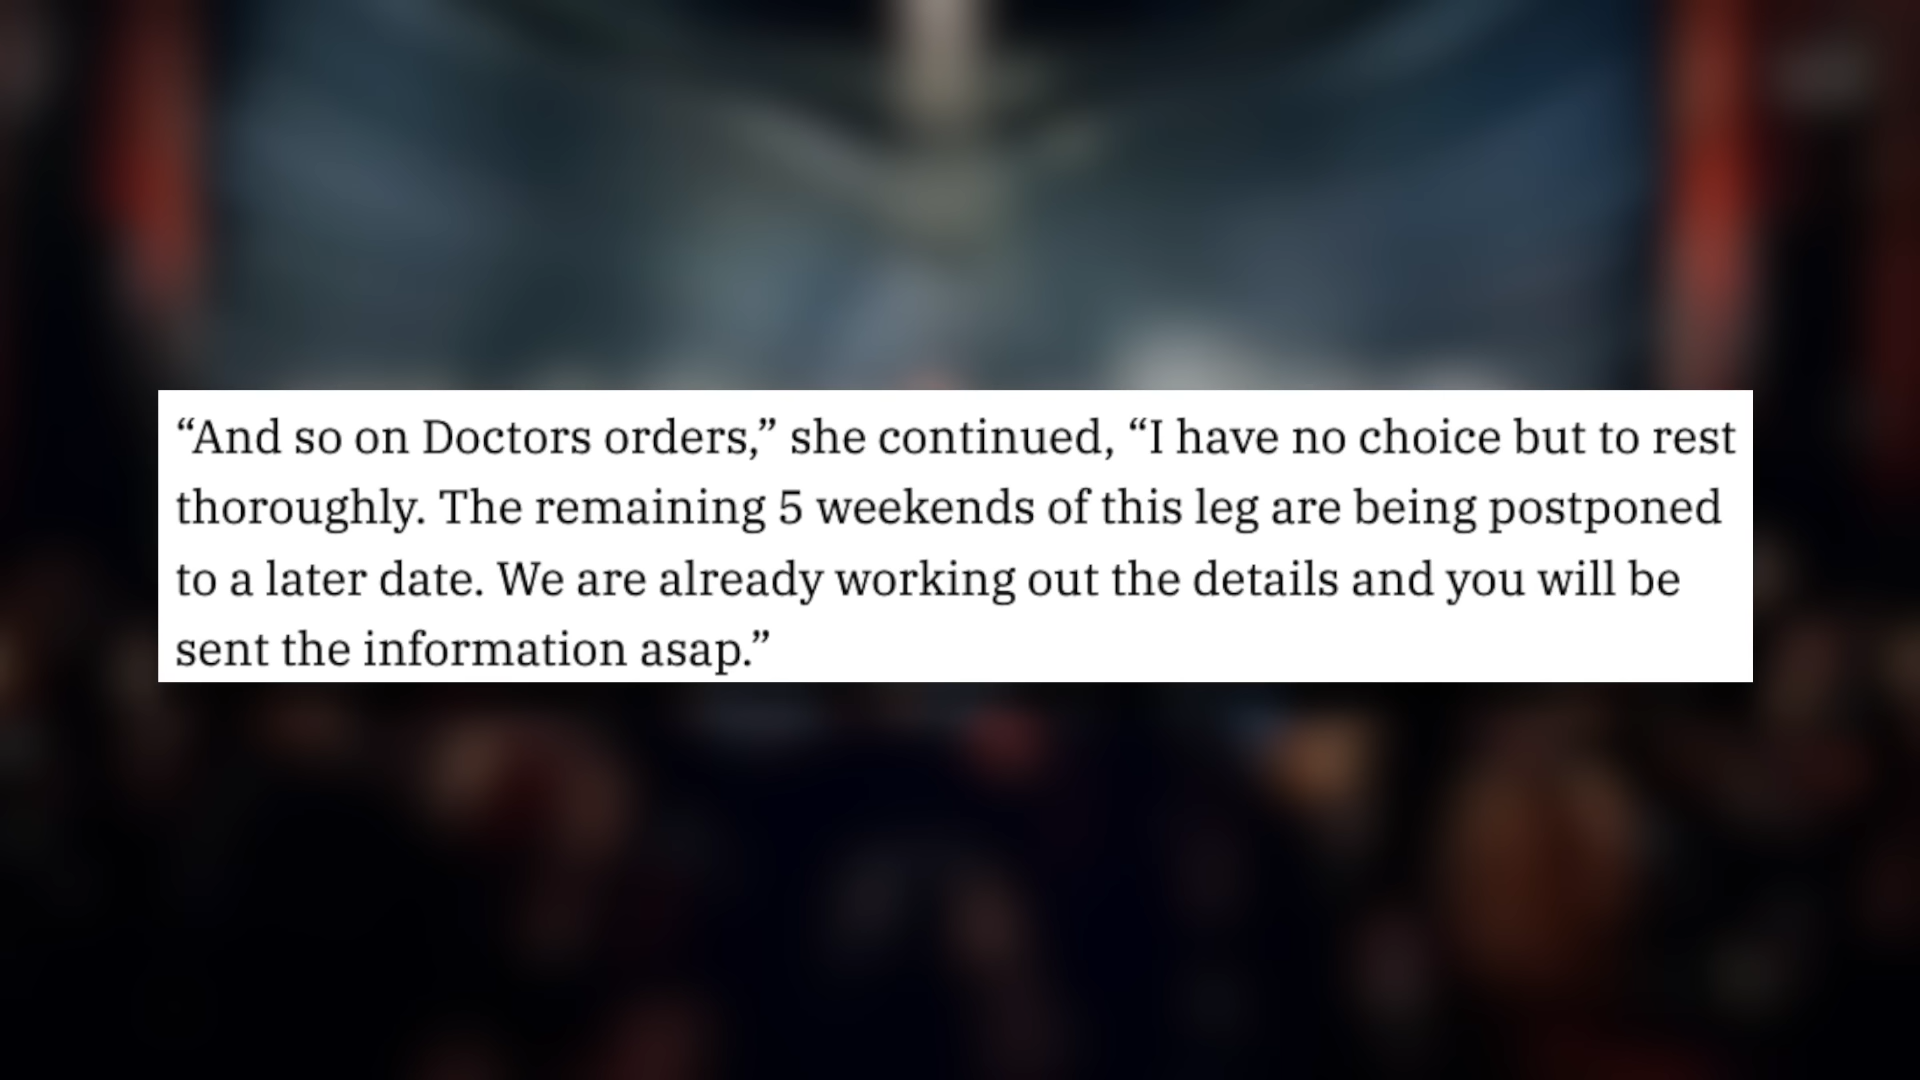 “And so on Doctors orders,” she continued, “I have no choice but to rest
thoroughly. The remaining 5 weekends of this leg are being postponed
to a later date. We are already working out the details and you will be
sent the information asap.”